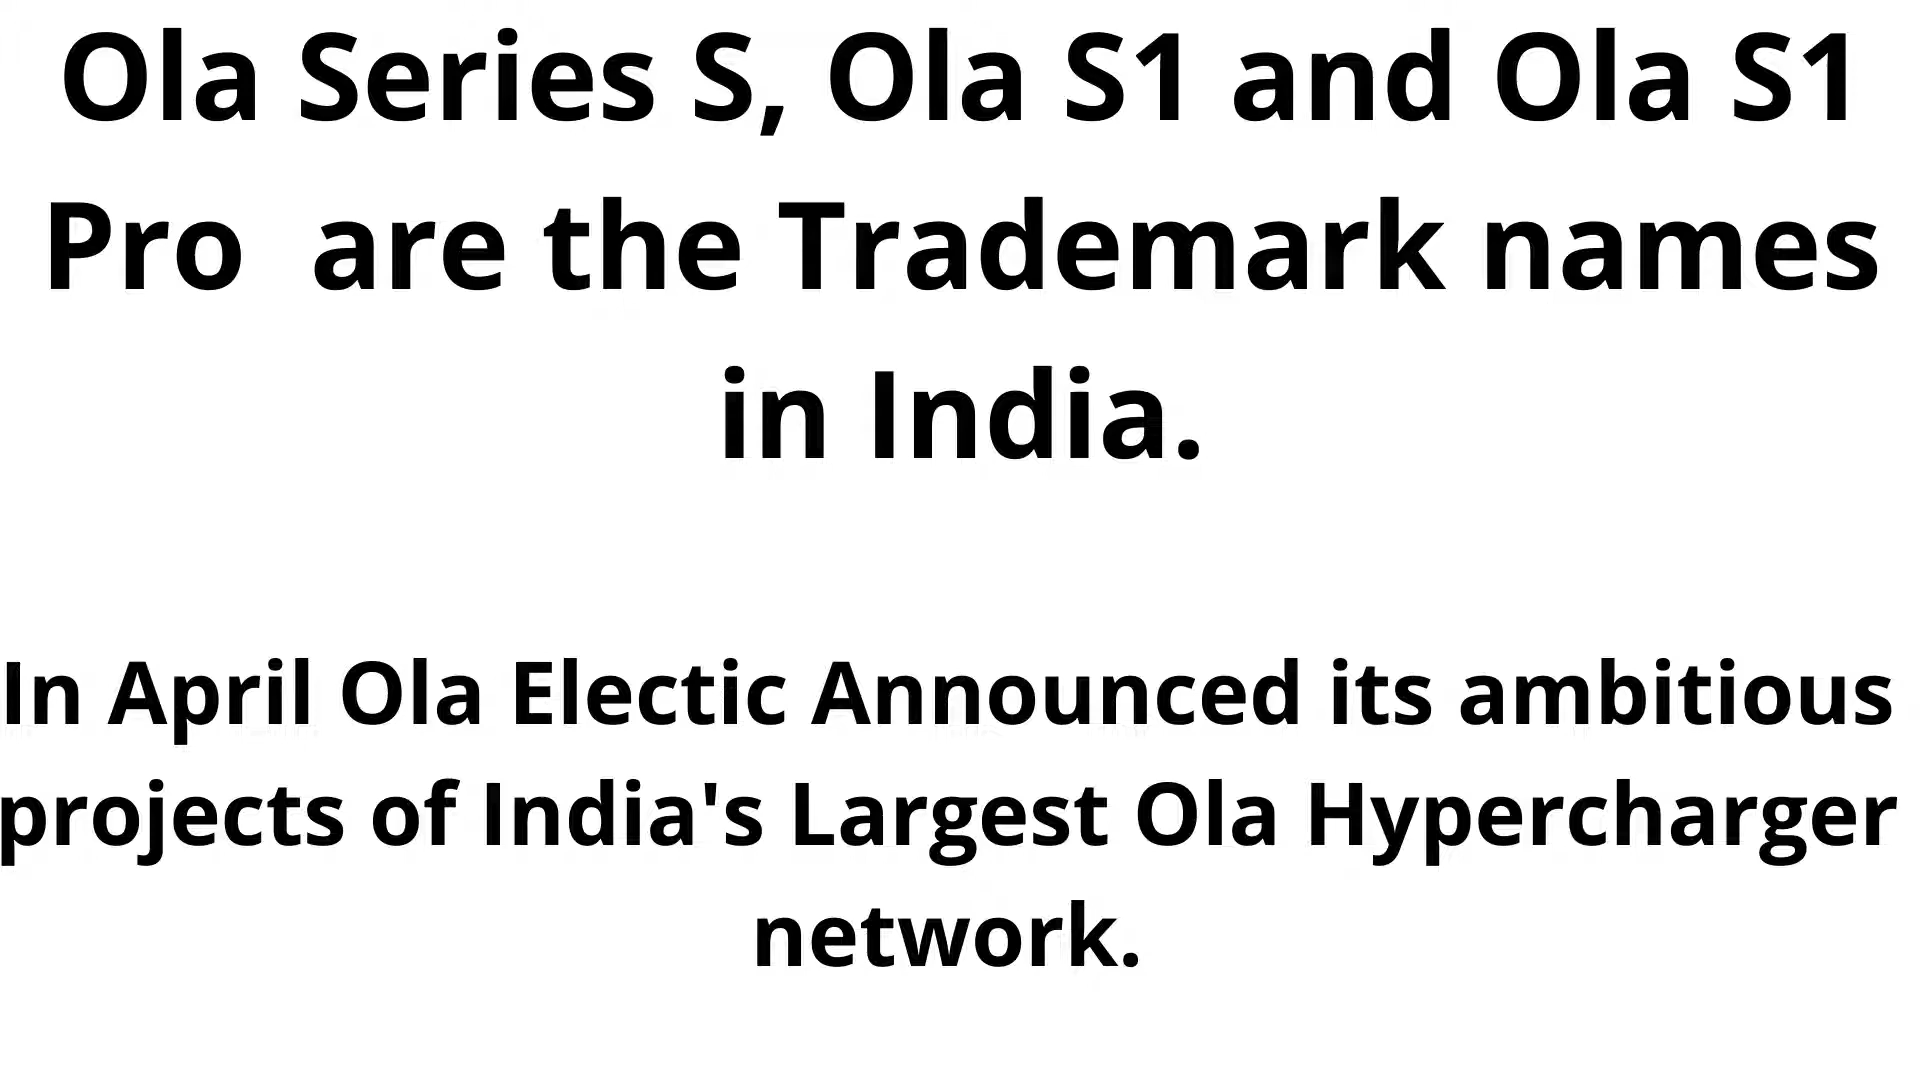 Ola Series S, Ola S1 and Ola S1
Pro are the Trademark names
in India.
In April Ola Electic Announced its ambitious
projects of India's Largest Ola Hypercharger
network.